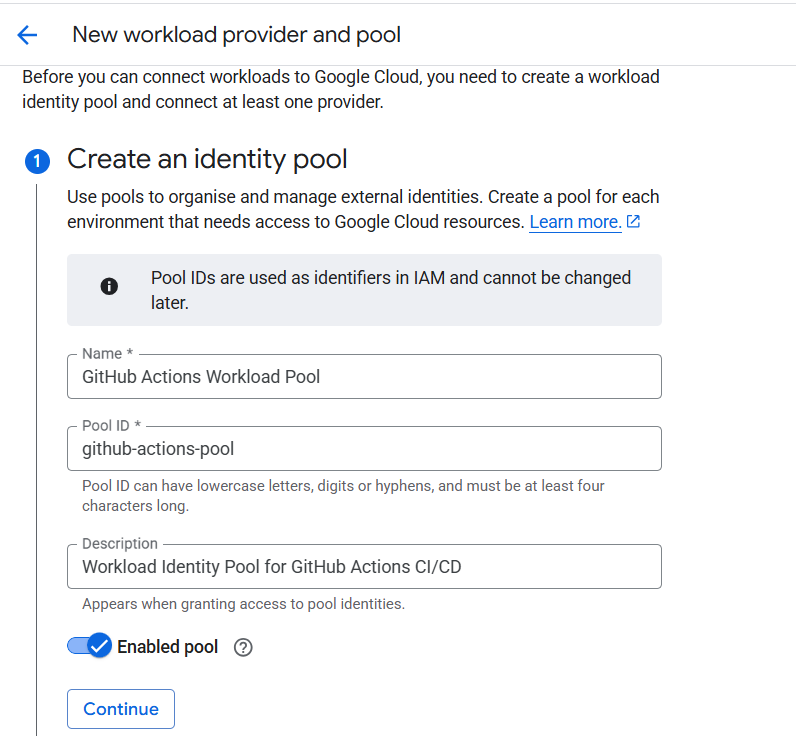 New workload provider and pool
Before you can connect workloads to Google Cloud, you need to create a workload
identity pool and connect at least one provider.
1 Create an identity pool
Use pools to organise and manage external identities. Create a pool for each
environment that needs access to Google Cloud resources. Learn more.
Pool IDs are used as identifiers in IAM and cannot be changed
later.
Name *
GitHub Actions Workload Pool
Pool ID *
github-actions-pool
Pool ID can have lowercase letters, digits or hyphens, and must be at least four
characters long.
Description
Workload Identity Pool for GitHub Actions CI/CD
Appears when granting access to pool identities.
Enabled pool
Continue